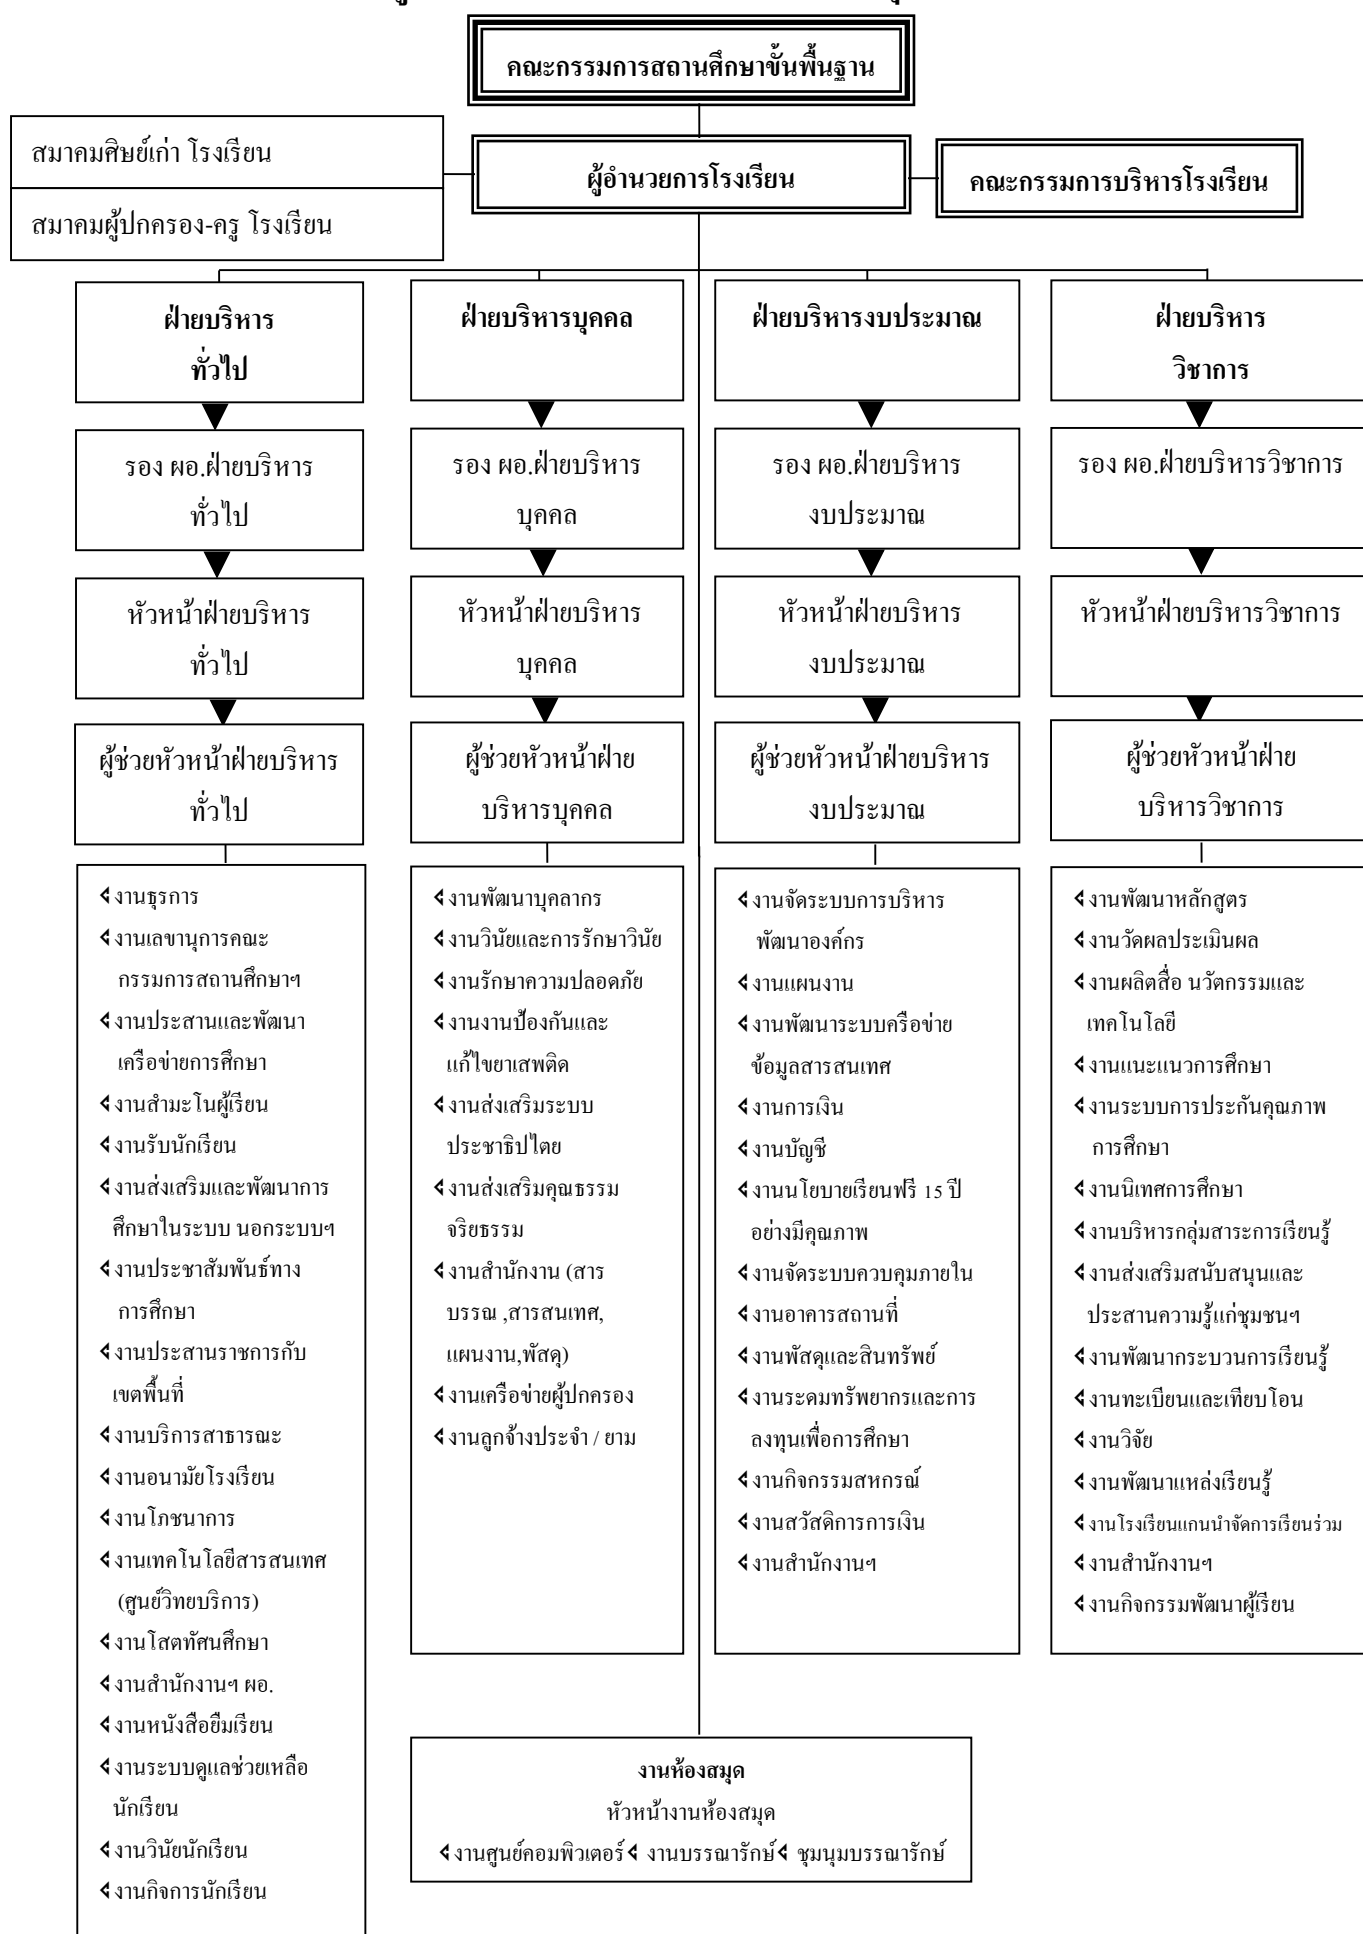 คณะกรรมการสถานศึกษาขั้นพื้นฐาน
สมาคมศิษย์เก่า โรงเรียน
สมาคมผู้ปกครอง-ครู โรงเรียน
ผู้อำนวยการโรงเรียน
คณะกรรมการบริหารโรงเรียน
ฝ่ายบริหาร
ทั่วไป
รอง ผอ.ฝ่ายบริหาร
ทั่วไป
หัวหน้าฝ่ายบริหาร
ทั่วไป
ผู้ช่วยหัวหน้าฝ่ายบริหาร
ทั่วไป
งานธุรการ
งานเลขานุการคณะ
กรรมการสถานศึกษาฯ
งานประสานและพัฒนา
เครือข่ายการศึกษา
งานสำมะโนผู้เรียน
งานรับนักเรียน
งานส่งเสริมและพัฒนาการ
ศึกษาในระบบ นอกระบบฯ
งานประชาสัมพันธ์ทาง
การศึกษา
งานประสานราชการกับ
เขตพื้นที่
งานบริการสาธารณะ
งานอนามัยโรงเรียน
งานโภชนาการ
งานเทคโนโลยีสารสนเทศ
(ศูนย์วิทยบริการ)
งานโสตทัศนศึกษา
งานสำนักงานฯ ผอ.
งานหนังสือยืมเรียน
งานระบบดูแลช่วยเหลือ
นักเรียน
งานวินัยนักเรียน
งานกิจการนักเรียน
ฝ่ายบริหารบุคคล
รอง ผอ.ฝ่ายบริหาร
บุคคล
หัวหน้าฝ่ายบริหาร
บุคคล
ผู้ช่วยหัวหน้าฝ่าย
บริหารบุคคล
งานพัฒนาบุคลากร
งานวินัยและการรักษาวินัย
งานรักษาความปลอดภัย
งานงานป้องกันและ
แก้ไขยาเสพติด
งานส่งเสริมระบบ
ประชาธิปไตย
งานส่งเสริมคุณธรรม
จริยธรรม
งานสำนักงาน (สาร
บรรณ ,สารสนเทศ,
แผนงาน,พัสดุ)
งานเครือข่ายผู้ปกครอง
งานลูกจ้างประจำ / ยาม
ฝ่ายบริหารงบประมาณ
รอง ผอ.ฝ่ายบริหาร
งบประมาณ
หัวหน้าฝ่ายบริหาร
งบประมาณ
ผู้ช่วยหัวหน้าฝ่ายบริหาร
งบประมาณ
งานจัดระบบการบริหาร
พัฒนาองค์กร
งานแผนงาน
งานพัฒนาระบบครือข่าย
ข้อมูลสารสนเทศ
งานการเงิน
งานบัญชี
งานนโยบายเรียนฟรี 15 ปี
อย่างมีคุณภาพ
งานจัดระบบควบคุมภายใน
งานอาคารสถานที่
งานพัสดุและสินทรัพย์
งานระดมทรัพยากรและการ
ลงทุนเพื่อการศึกษา
งานกิจกรรมสหกรณ์
งานสวัสดิการการเงิน
งานสำนักงานฯ
ฝ่ายบริหาร
วิชาการ
รอง ผอ.ฝ่ายบริหารวิชาการ
หัวหน้าฝ่ายบริหารวิชาการ
ผู้ช่วยหัวหน้าฝ่าย
บริหารวิชาการ
งานพัฒนาหลักสูตร
งานวัดผลประเมินผล
งานผลิตสื่อ นวัตกรรมและ
เทคโนโลยี
งานแนะแนวการศึกษา
งานระบบการประกันคุณภาพ
การศึกษา
งานนิเทศการศึกษา
งานบริหารกลุ่มสาระการเรียนรู้
งานส่งเสริมสนับสนุนและ
ประสานความรู้แก่ชุมชนฯ
งานพัฒนากระบวนการเรียนรู้
งานทะเบียนและเทียบโอน
งานวิจัย
งานพัฒนาแหล่งเรียนรู้
งานโรงเรียนแกนนำจัดการเรียนร่วม
งานสำนักงานฯ
งานกิจกรรมพัฒนาผู้เรียน
งานห้องสมุด
หัวหน้างานห้องสมุด
งานศูนย์คอมพิวเตอร์ งานบรรณารักษ์ ชุมนุมบรรณารักษ์